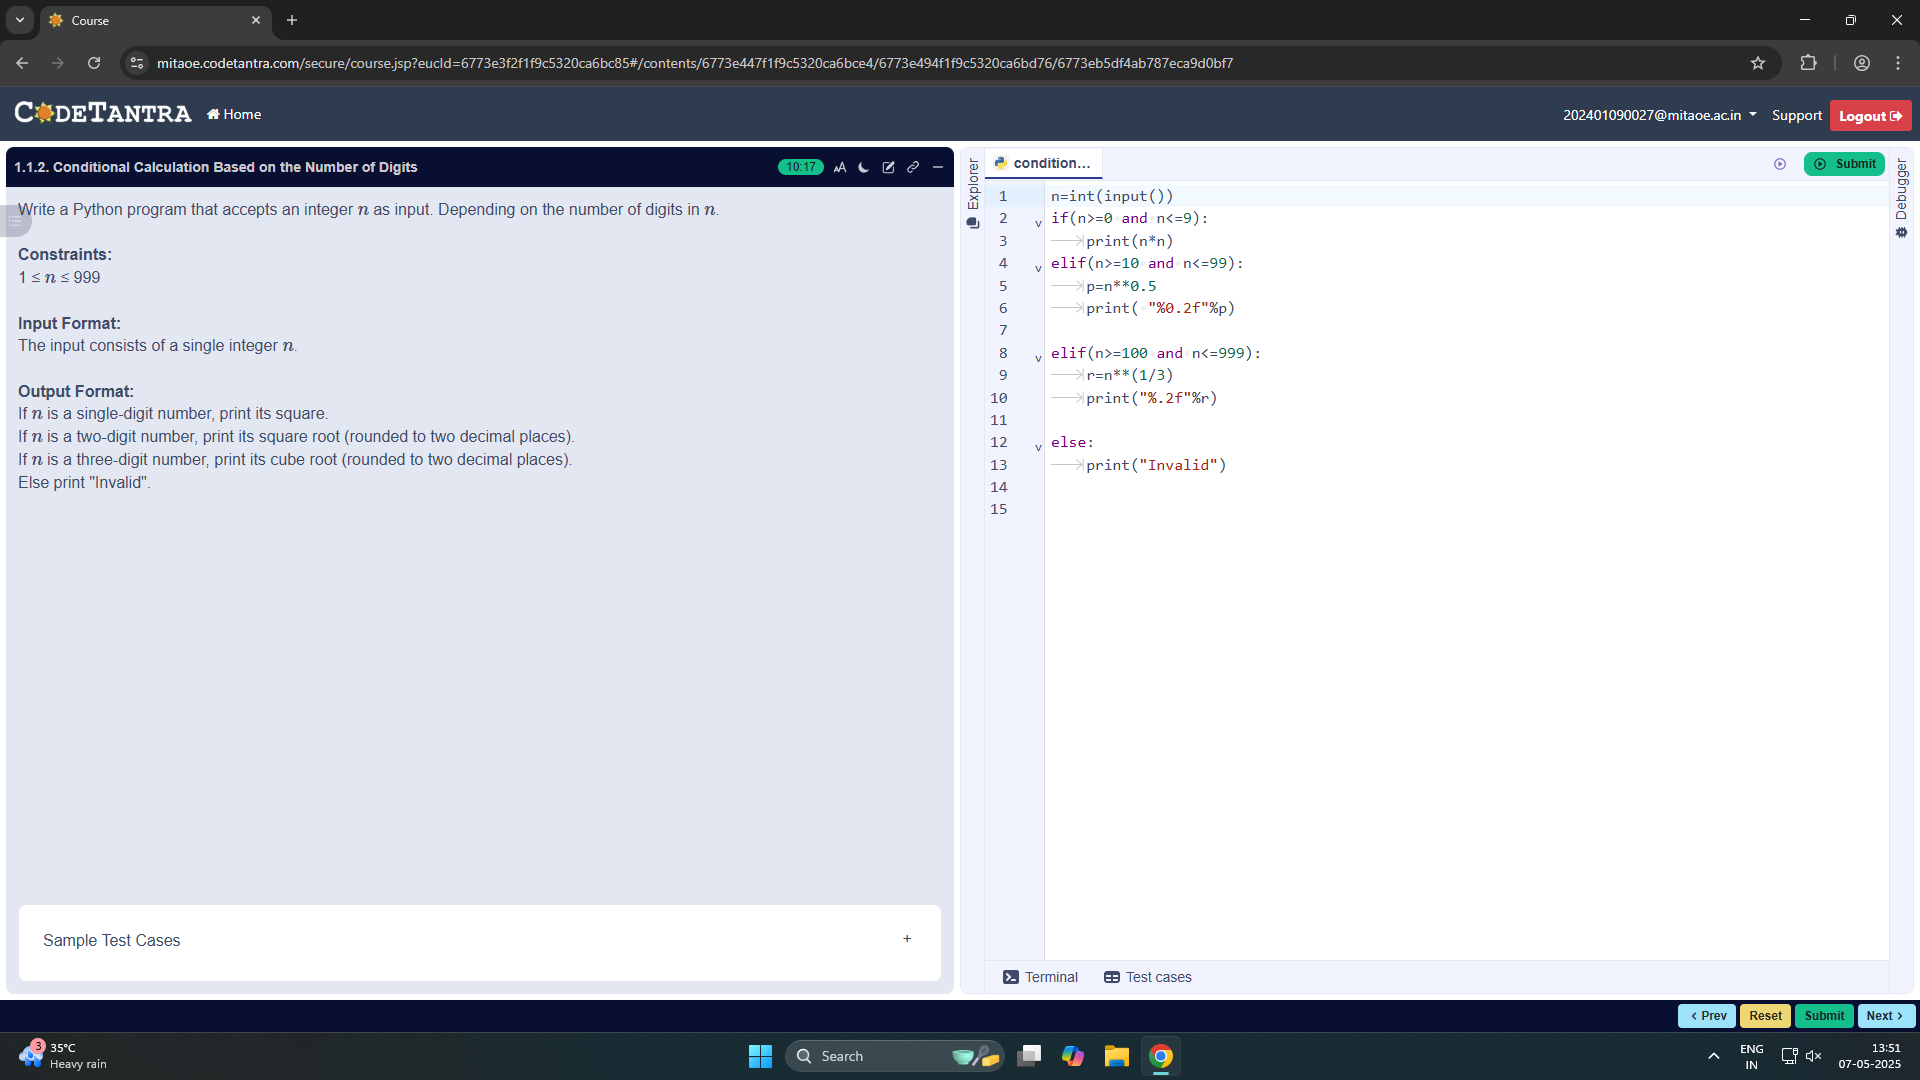 Course
mitaoe.codetantra.com/secure/course.jsp?eucId=6773e3f2f1f9c5320ca6bc85#/contents/6773e447f1f9c5320ca6bce4/6773e494f1f9c5320ca6bd76/6773eb5df4ab787eca9d0bf7
CODETANTRA Home
202401090027@mitaoe.ac.in Support Logout
1.1.2. Conditional Calculation Based on the Number of Digits
10:17 AA
Write a Python program that accepts an integer n as input. Depending on the number of digits in n.
Constraints:
1 ≤ n ≤ 999
Input Format:
The input consists of a single integer n.
Output Format:
If n is a single-digit number, print its square.
If n is a two-digit number, print its square root (rounded to two decimal places).
If n is a three-digit number, print its cube root (rounded to two decimal places).
Else print "Invalid".
Sample Test Cases +
Explorer
condition...
Submit
Debugger
1 n=int(input())
2 if(n>=0 and n<=9):
3 print(n*n)
4 elif(n>=10 and n<=99):
5 p=n**0.5
6 print( "%0.2f"%p)
7
8 elif(n>=100 and n<=999):
9 r=n**(1/3)
10 print("%.2f"%r)
11
12 else:
13 print("Invalid")
14
15
Terminal Test cases
< Prev Reset Submit Next >
3
35°C
Heavy rain
Search
ENG
IN
13:51
07-05-2025